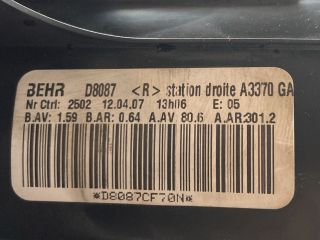 BEHR D8087 <R> station droite A3370 GA
Nr Ctrl: 2502 12.04.07 13h06 E: 05
B.AV: 1.59 B.AR: 0.64 A.AV 80.6 A.AR:301.2
*D8087CF70N*